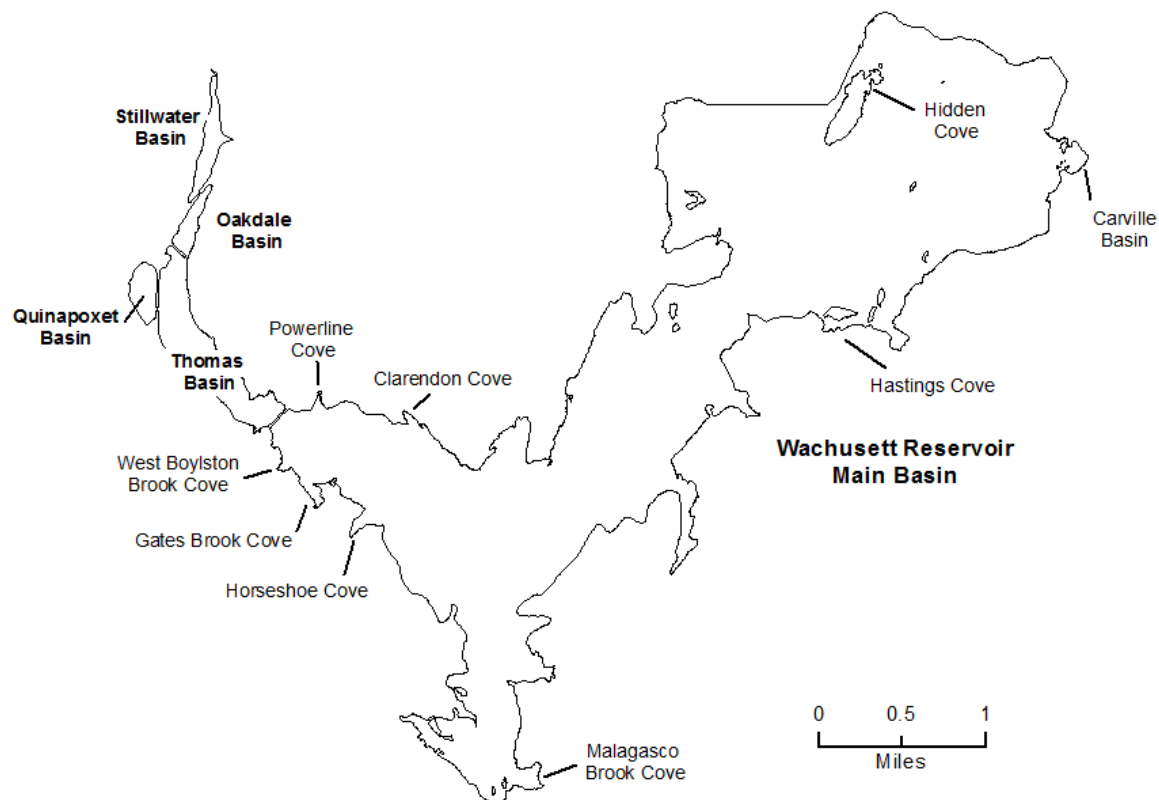 Stillwater
Basin
Hidden
Cove
Oakdale
Basin
Carville
Basin
Quinapoxet
Basin
Powerline
Cove
Thomas
Basin
Clarendon Cove
Hastings Cove
Wachusett Reservoir
Main Basin
West Boylston
Brook Cove
Gates Brook Cove
Horseshoe Cove
0 0.5 1
Miles
Malagasco
Brook Cove